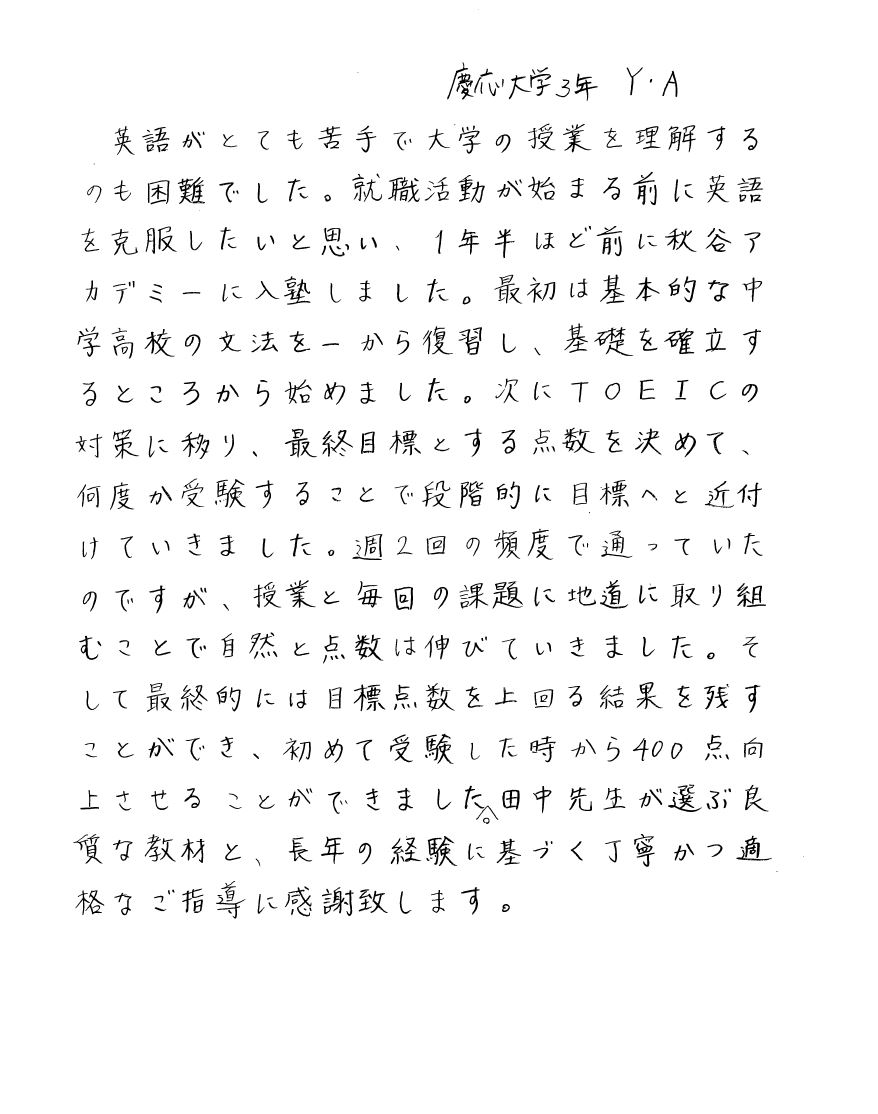 慶応大学3年 Y・A
英語がとても苦手で大学の授業を理解する
のも困難でした。就職活動が始まる前に英語
を克服したいと思い、1年半ほど前に秋谷ア
カデミーに入塾しました。最初は基本的な中
学高校の文法を一から復習し、基礎を確立す
るところから始めました。次にTOEICの
対策に移り、最終目標とする点数を決めて、
何度か受験することで段階的に目標へと近付
けていきました。週2回の頻度で通っていた
のですが、授業と毎回の課題に地道に取り組
むことで自然と点数は伸びていきました。そ
して最終的には目標点数を上回る結果を残す
ことができ、初めて受験した時から400点向
上させることができました。田中先生が選ぶ良
質な教材と、長年の経験に基づく丁寧かつ適
格なご指導に感謝致します。